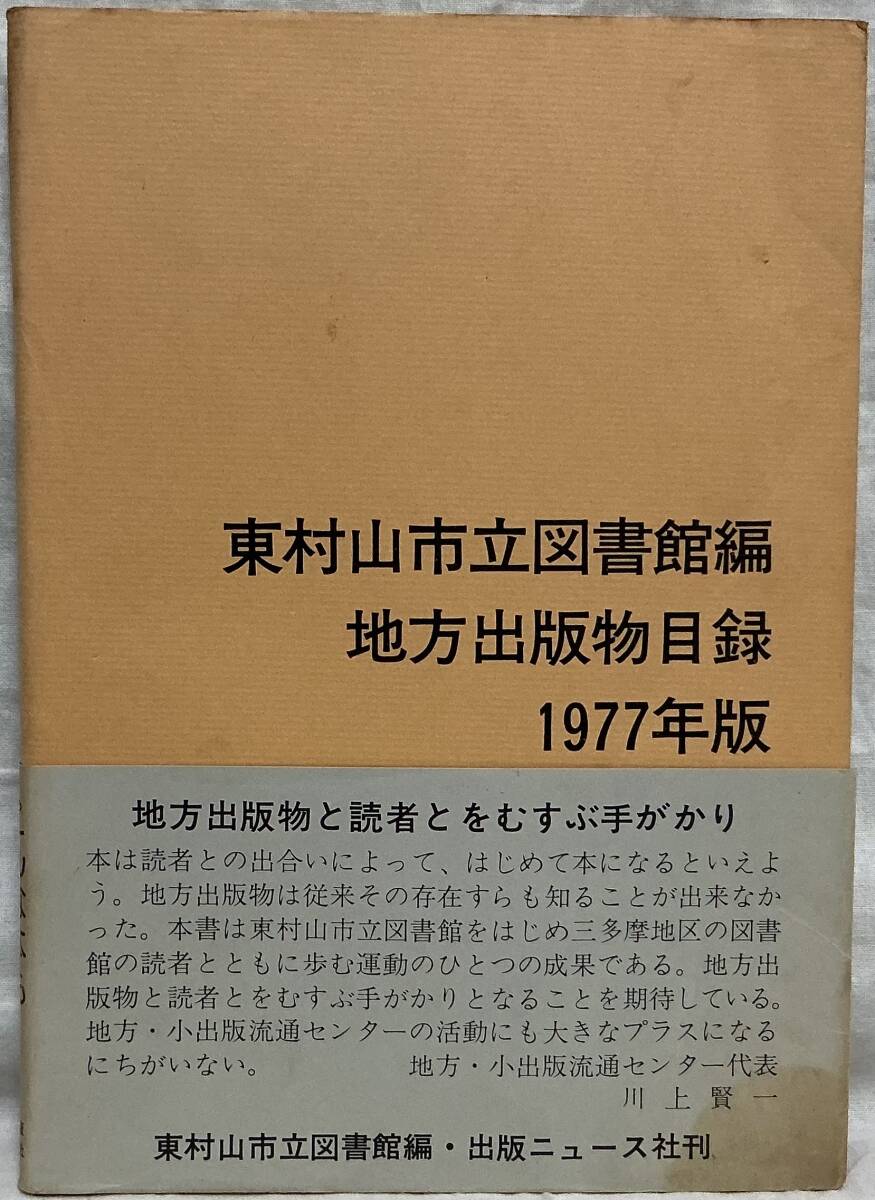 東村山市立図書館編
地方出版物目録
1977年版
地方出版物と読者とをむすぶ手がかり
本は読者との出合いによって、はじめて本になるといえよ
う。地方出版物は従来その存在すらも知ることが出来なか
った。本書は東村山市立図書館をはじめ三多摩地区の図書
館の読者とともに歩む運動のひとつの成果である。地方出
版物と読者とをむすぶ手がかりとなることを期待している。
地方・小出版流通センターの活動にも大きなプラスになる
にちがいない。　地方・小出版流通センター代表
川上賢一
東村山市立図書館編・出版ニュース社刊